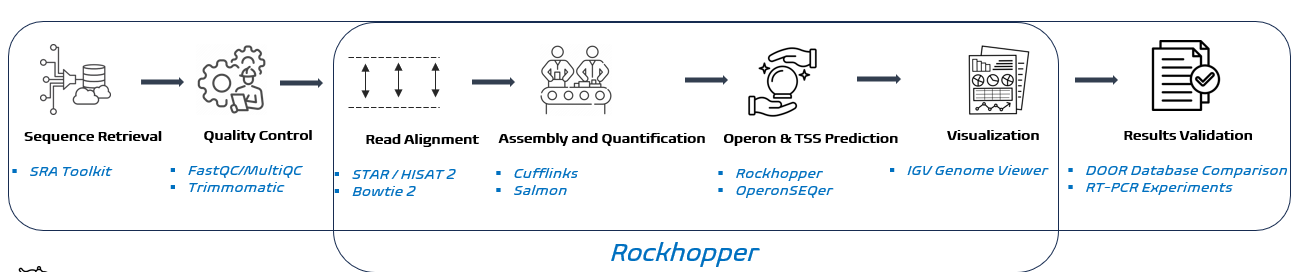 Sequence Retrieval
SRA Toolkit
Quality Control
FastQC/MultiQC
Trimmomatic
Read Alignment
STAR / HISAT 2
Bowtie 2
Assembly and Quantification
Cufflinks
Salmon
Operon & TSS Prediction
Rockhopper
OperonSEQer
Visualization
IGV Genome Viewer
Results Validation
DOOR Database Comparison
RT-PCR Experiments
Rockhopper